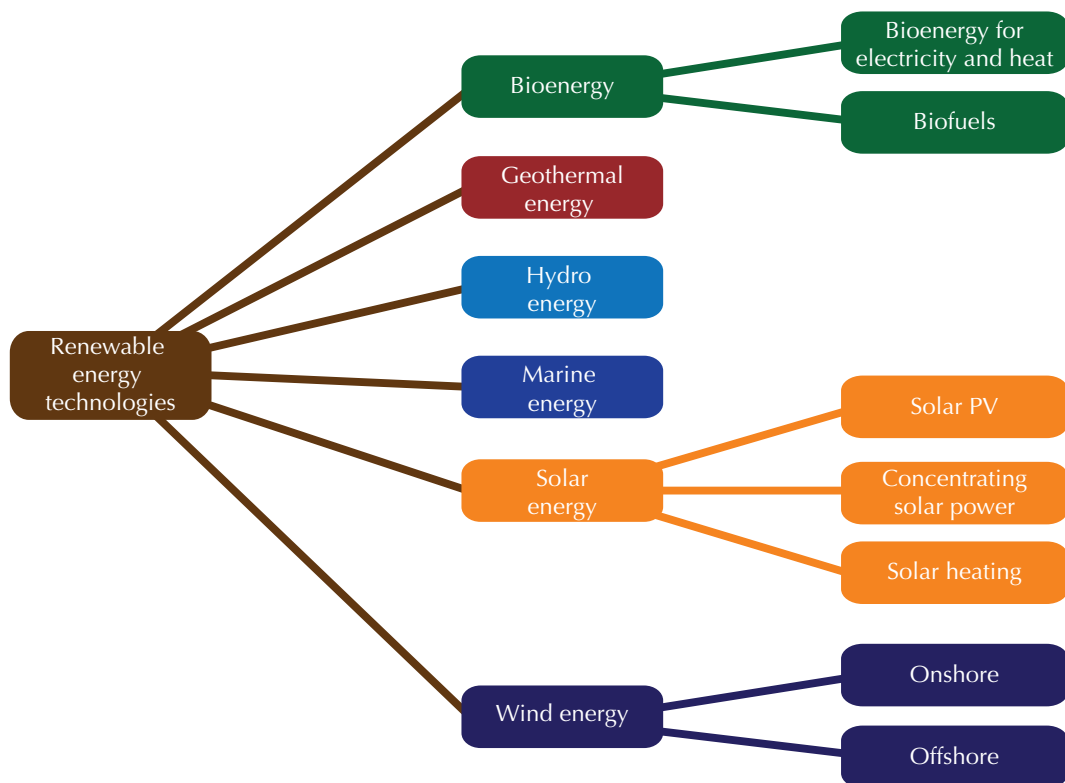 Bioenergy for
electricity and heat
Bioenergy
Biofuels
Geothermal
energy
Hydro
energy
Renewable
energy
technologies
Marine
energy
Solar PV
Solar
energy
Concentrating
solar power
Solar heating
Onshore
Wind energy
Offshore